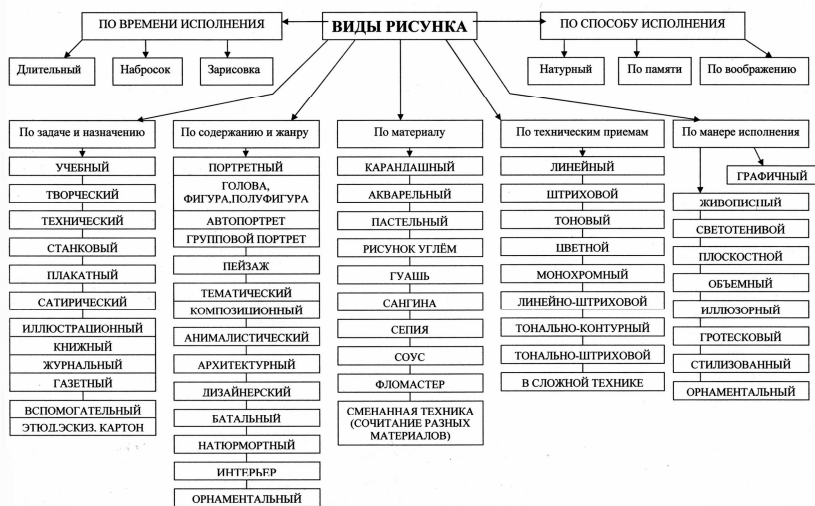 ВИДЫ РИСУНКА
ПО ВРЕМЕНИ ИСПОЛНЕНИЯ
Длительный
Набросок
Зарисовка
ПО СПОСОБУ ИСПОЛНЕНИЯ
Натурный
По памяти
По воображению
По задаче и назначению
УЧЕБНЫЙ
ТВОРЧЕСКИЙ
ТЕХНИЧЕСКИЙ
СТАНКОВЫЙ
ПЛАКАТНЫЙ
САТИРИЧЕСКИЙ
ИЛЛЮСТРАЦИОННЫЙ
КНИЖНЫЙ
ЖУРНАЛЬНЫЙ
ГАЗЕТНЫЙ
ВСПОМОГАТЕЛЬНЫЙ
ЭТЮД.ЭСКИЗ. КАРТОН
По содержанию и жанру
ПОРТРЕТНЫЙ
ГОЛОВА,
ФИГУРА,ПОЛУФИГУРА
АВТОПОРТРЕТ
ГРУППОВОЙ ПОРТРЕТ
ПЕЙЗАЖ
ТЕМАТИЧЕСКИЙ
КОМПОЗИЦИОННЫЙ
АНИМАЛИСТИЧЕСКИЙ
АРХИТЕКТУРНЫЙ
ДИЗАЙНЕРСКИЙ
БАТАЛЬНЫЙ
НАТЮРМОРТНЫЙ
ИНТЕРЬЕР
ОРНАМЕНТАЛЬНЫЙ
По материалу
КАРАНДАШНЫЙ
АКВАРЕЛЬНЫЙ
ПАСТЕЛЬНЫЙ
РИСУНОК УГЛЁМ
ГУАШЬ
САНГИНА
СЕПИЯ
СОУС
ФЛОМАСТЕР
СМЕНАННАЯ ТЕХНИКА
(СОЧИТАНИЕ РАЗНЫХ
МАТЕРИАЛОВ)
По техническим приемам
ЛИНЕЙНЫЙ
ШТРИХОВОЙ
ТОНОВЫЙ
ЦВЕТНОЙ
МОНОХРОМНЫЙ
ЛИНЕЙНО-ШТРИХОВОЙ
ТОНАЛЬНО-КОНТУРНЫЙ
ТОНАЛЬНО-ШТРИХОВОЙ
В СЛОЖНОЙ ТЕХНИКЕ
По манере исполнения
ГРАФИЧНЫЙ
ЖИВОПИСНЫЙ
СВЕТОТЕНИВОЙ
ПЛОСКОСТНОЙ
ОБЪЕМНЫЙ
ИЛЛЮЗОРНЫЙ
ГРОТЕСКОВЫЙ
СТИЛИЗОВАННЫЙ
ОРНАМЕНТАЛЬНЫЙ